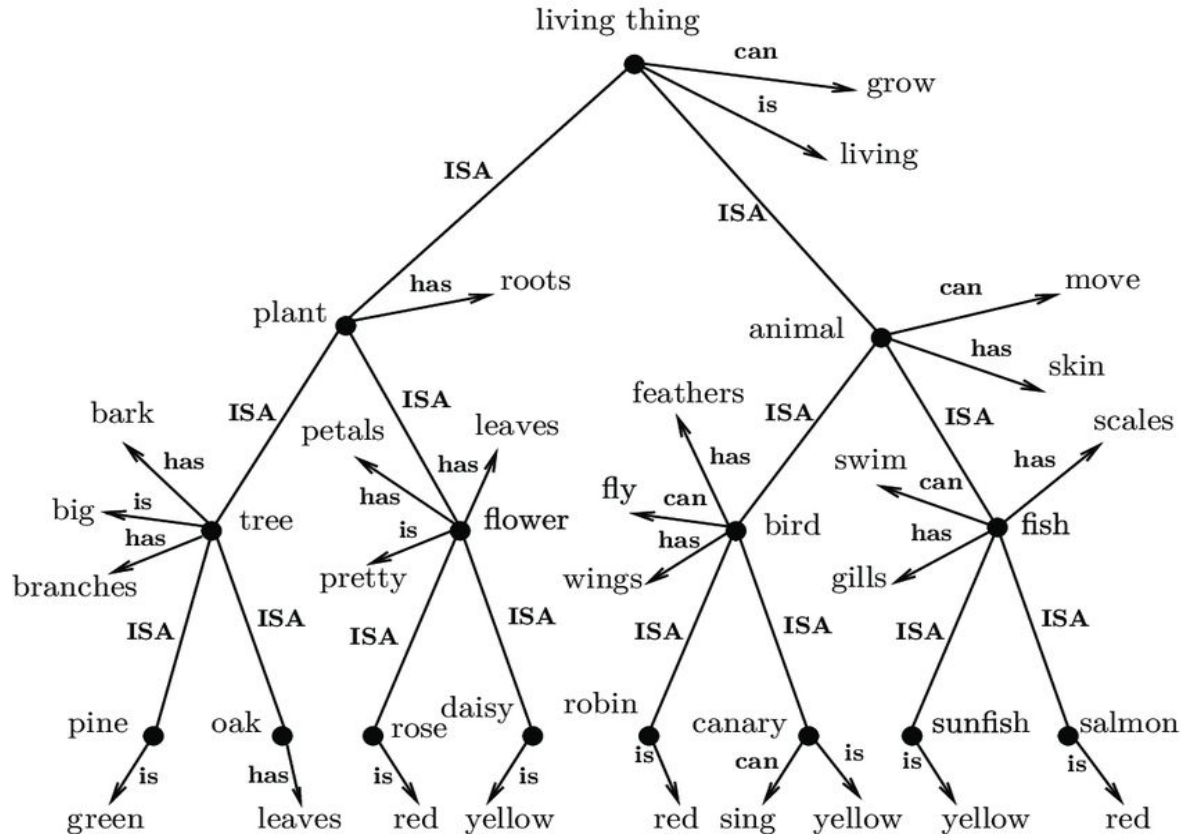 living thing
can
grow
is
living
ISA
ISA
has
roots
plant
can
move
animal
has
skin
bark
ISA
ISA
petals
leaves
feathers
ISA
ISA
scales
has
has
has
has
has
swim
big
is
tree
has
is
flower
fly
can
bird
can
has
fish
has
branches
pretty
has
wings
gills
ISA
ISA
ISA
ISA
ISA
ISA
ISA
ISA
pine
oak
rose
daisy
robin
canary
sunfish
salmon
is
has
is
is
is
can
is
is
is
green
leaves
red
yellow
red
sing
yellow
yellow
red